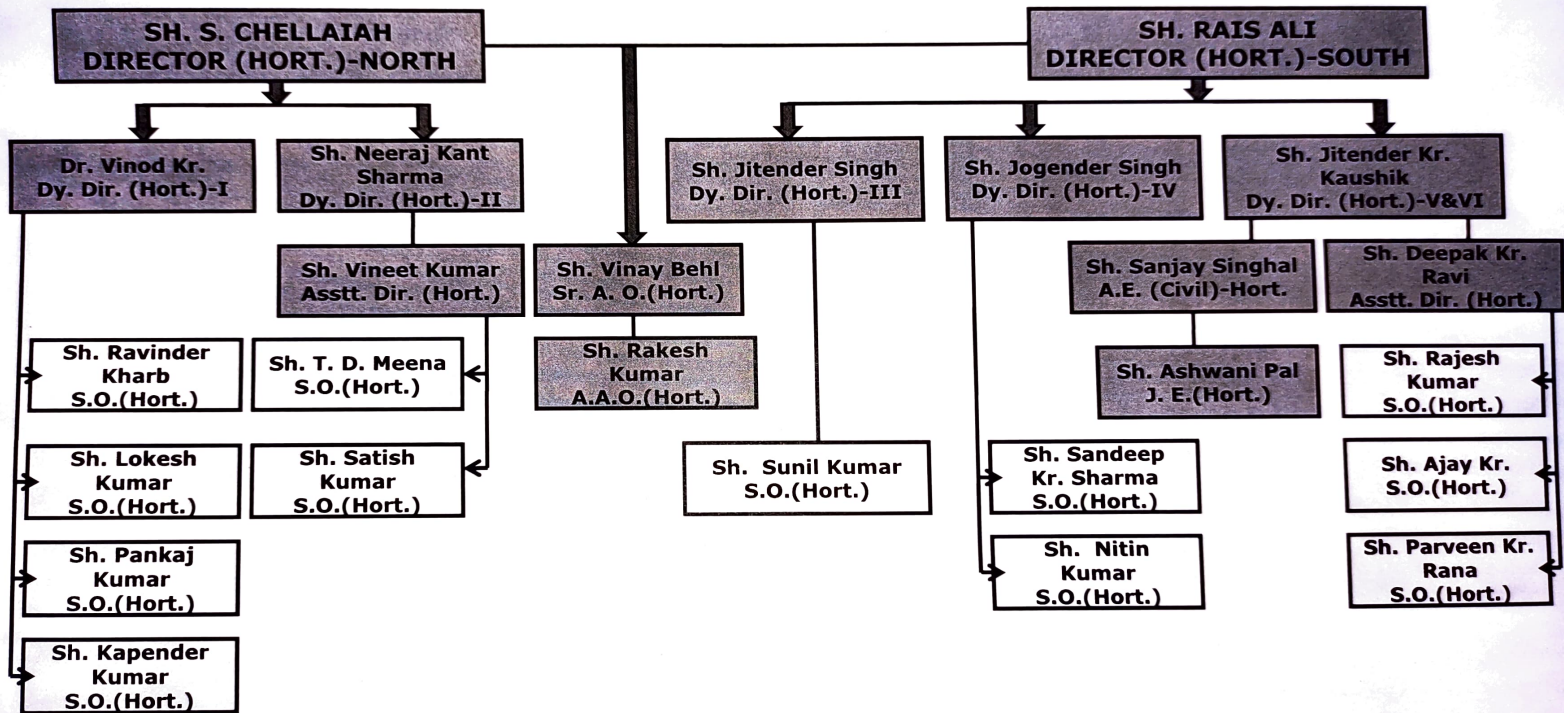 SH. S. CHELLAIAH
DIRECTOR (HORT.)-NORTH
SH. RAIS ALI
DIRECTOR (HORT.)-SOUTH
Dr. Vinod Kr.
Dy. Dir. (Hort.)-I
Sh. Neeraj Kant
Sharma
Dy. Dir. (Hort.)-II
Sh. Jitender Singh
Dy. Dir. (Hort.)-III
Sh. Jogender Singh
Dy. Dir. (Hort.)-IV
Sh. Jitender Kr.
Kaushik
Dy. Dir. (Hort.)-V&VI
Sh. Vineet Kumar
Asstt. Dir. (Hort.)
Sh. Vinay Behl
Sr. A. O.(Hort.)
Sh. Sanjay Singhal
A.E. (Civil)-Hort.
Sh. Deepak Kr.
Ravi
Asstt. Dir. (Hort.)
Sh. Ravinder
Kharb
S.O.(Hort.)
Sh. T. D. Meena
S.O.(Hort.)
Sh. Rakesh
Kumar
A.A.O.(Hort.)
Sh. Ashwani Pal
J. E.(Hort.)
Sh. Rajesh
Kumar
S.O.(Hort.)
Sh. Lokesh
Kumar
S.O.(Hort.)
Sh. Satish
Kumar
S.O.(Hort.)
Sh. Sunil Kumar
S.O.(Hort.)
Sh. Sandeep
Kr. Sharma
S.O.(Hort.)
Sh. Ajay Kr.
S.O.(Hort.)
Sh. Pankaj
Kumar
S.O.(Hort.)
Sh. Nitin
Kumar
S.O.(Hort.)
Sh. Parveen Kr.
Rana
S.O.(Hort.)
Sh. Kapender
Kumar
S.O.(Hort.)